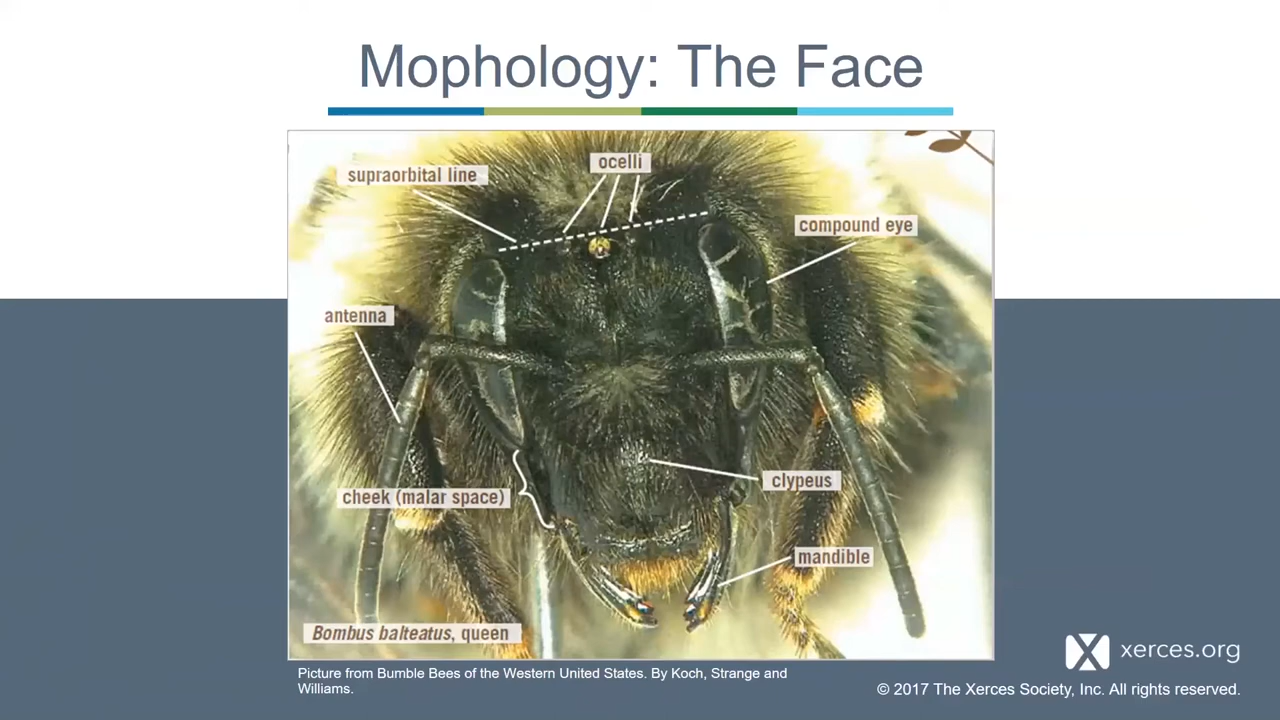 Mophology: The Face
ocelli
supraorbital line
compound eye
antenna
clypeus
cheek (malar space)
mandible
Bombus balteatus, queen
xerces.org
Picture from Bumble Bees of the Western United States. By Koch, Strange and
Williams.
© 2017 The Xerces Society, Inc. All rights reserved.